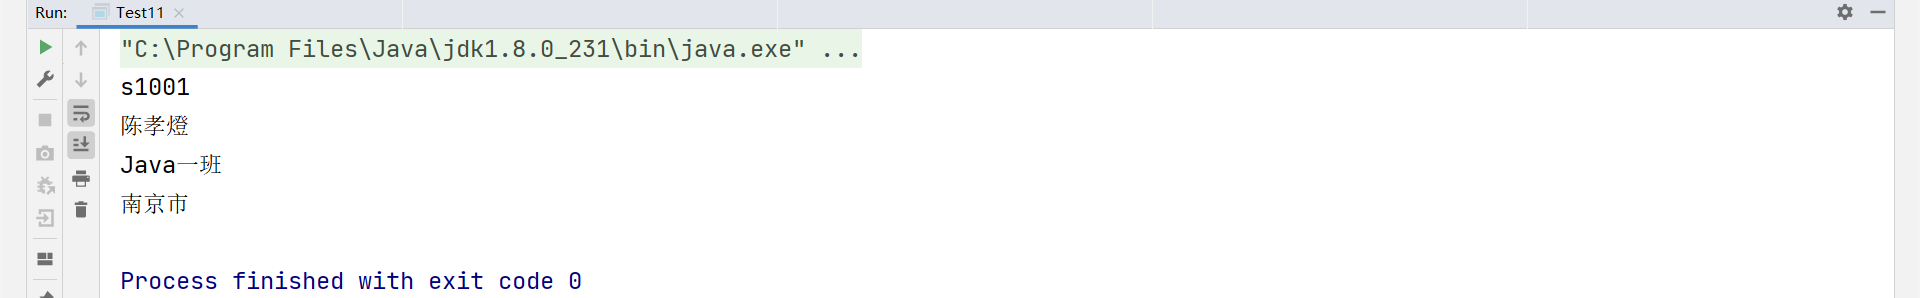 Run: Test11
"C:\Program Files\Java\jdk1.8.0_231\bin\java.exe" ...
s1001
陈孝燈
Java一班
南京市
Process finished with exit code 0